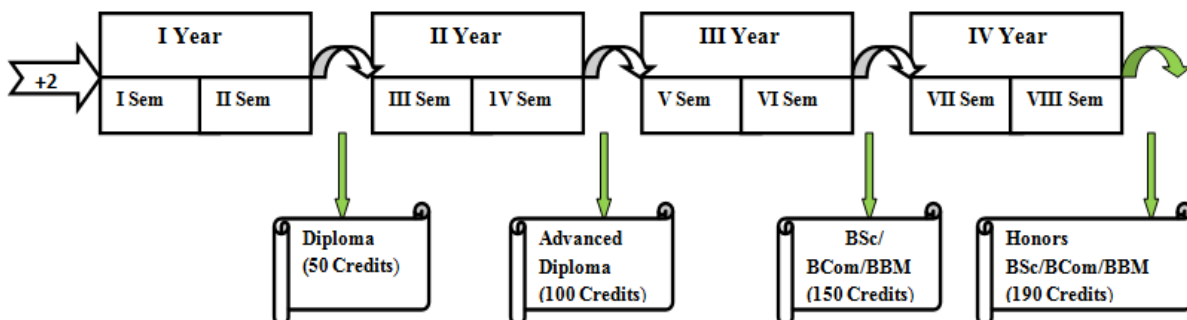 I Year
II Year
III Year
IV Year
+2
I Sem
II Sem
III Sem
1V Sem
V Sem
VI Sem
VII Sem
VIII Sem
Diploma
(50 Credits)
Advanced
Diploma
(100 Credits)
BSc/
BCom/BBM
(150 Credits)
Honors
BSc/BCom/BBM
(190 Credits)